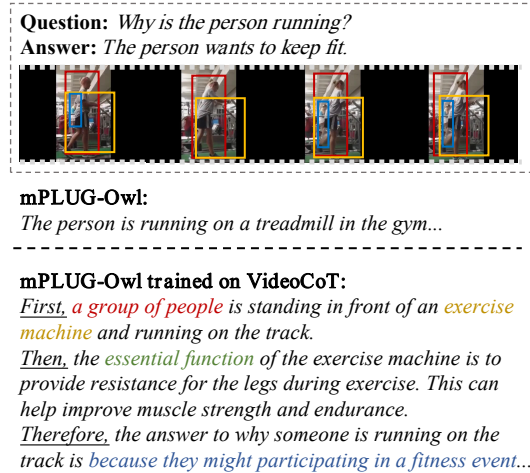 Question: Why is the person running?
Answer: The person wants to keep fit.
mPLUG-Owl:
The person is running on a treadmill in the gym...
mPLUG-Owl trained on VideoCoT:
First, a group of people is standing in front of an exercise
machine and running on the track.
Then, the essential function of the exercise machine is to
provide resistance for the legs during exercise. This can
help improve muscle strength and endurance.
Therefore, the answer to why someone is running on the
track is because they might participating in a fitness event...